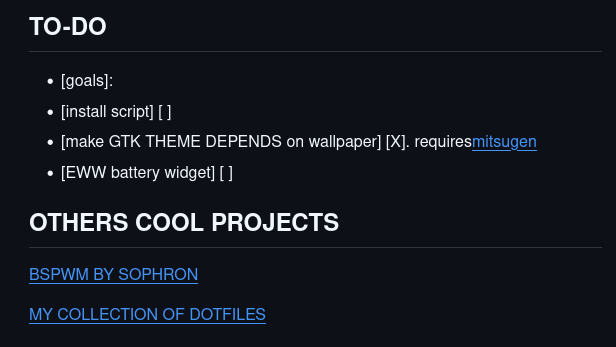 TO-DO
[goals]:
[install script] [ ]
[make GTK THEME DEPENDS on wallpaper] [X]. requiresmitsugen
[EWW battery widget] [ ]
OTHERS COOL PROJECTS
BSPWM BY SOPHRON
MY COLLECTION OF DOTFILES